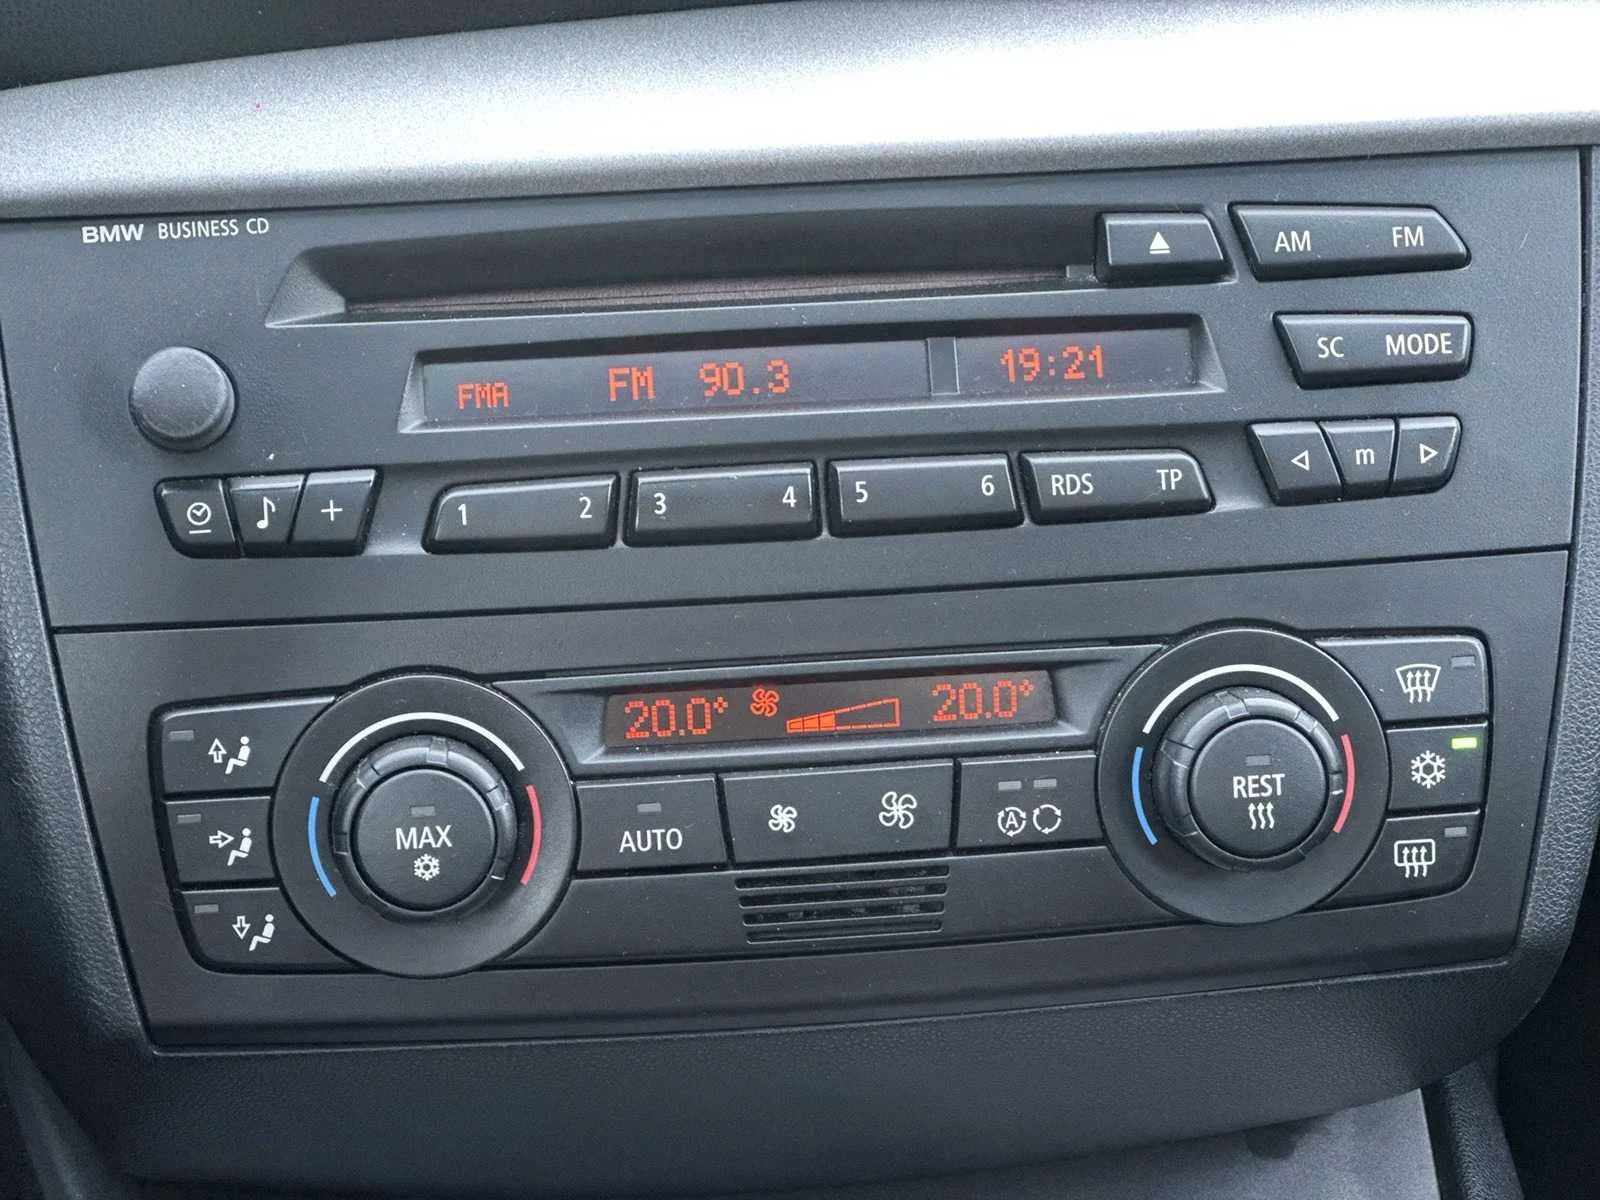 BMW BUSINESS CD
AM FM
FMA FM 90.3 19:21
SC MODE
m
1 2 3 4 5 6 RDS TP
20.0° 20.0°
MAX
AUTO
A
REST